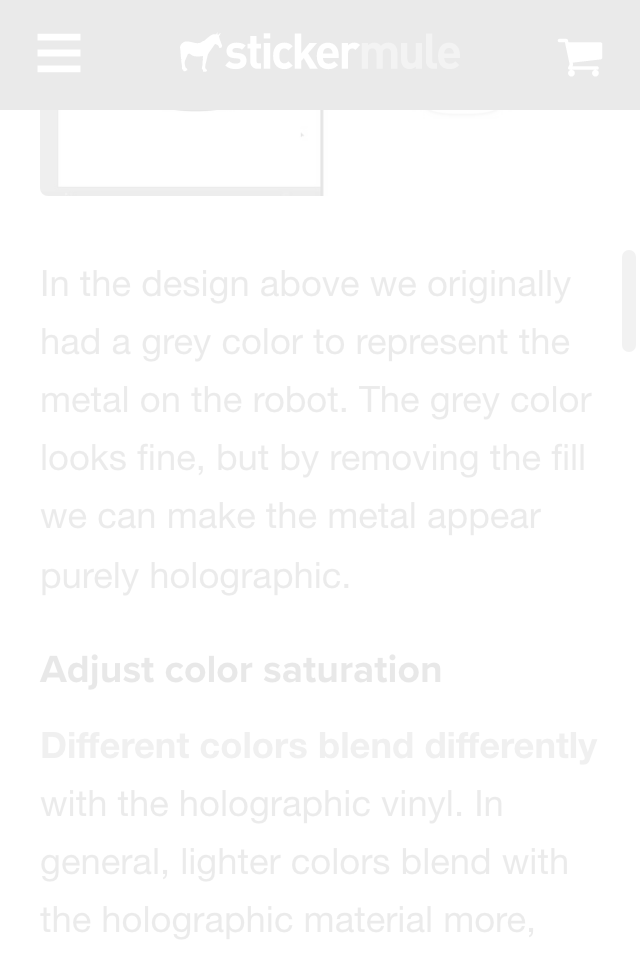 stickermule
In the design above we originally
had a grey color to represent the
metal on the robot. The grey color
looks fine, but by removing the fill
we can make the metal appear
purely holographic.
Adjust color saturation
Different colors blend differently
with the holographic vinyl. In
general, lighter colors blend with
the holographic material more,